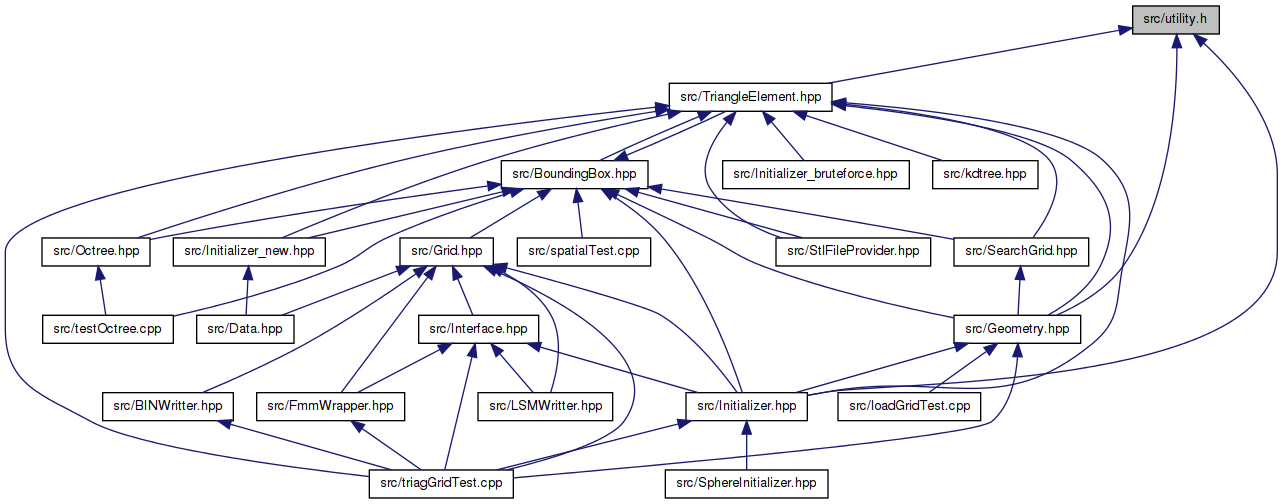 src/utility.h
src/TriangleElement.hpp
src/BoundingBox.hpp
src/Initializer_bruteforce.hpp
src/kdtree.hpp
src/Octree.hpp
src/Initializer_new.hpp
src/Grid.hpp
src/spatialTest.cpp
src/StlFileProvider.hpp
src/SearchGrid.hpp
src/testOctree.cpp
src/Data.hpp
src/Interface.hpp
src/Geometry.hpp
src/BINWritter.hpp
src/FmmWrapper.hpp
src/LSMWritter.hpp
src/Initializer.hpp
src/loadGridTest.cpp
src/triagGridTest.cpp
src/SphereInitializer.hpp